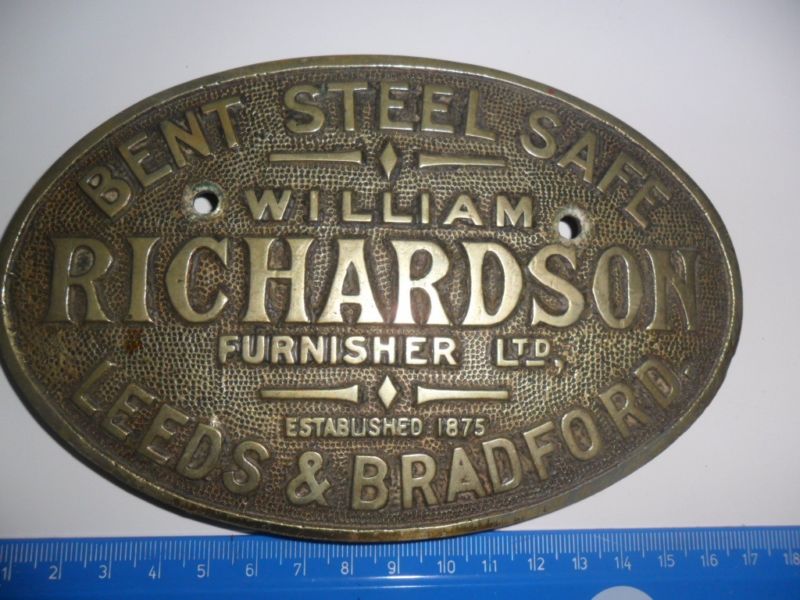 BENT STEEL SAFE
WILLIAM
RICHARDSON
FURNISHER LTD,
ESTABLISHED 1875
LEEDS & BRADFORD.
1 2 3 4 5 6 7 8 9 10 11 12 13 14 15 16 17 18